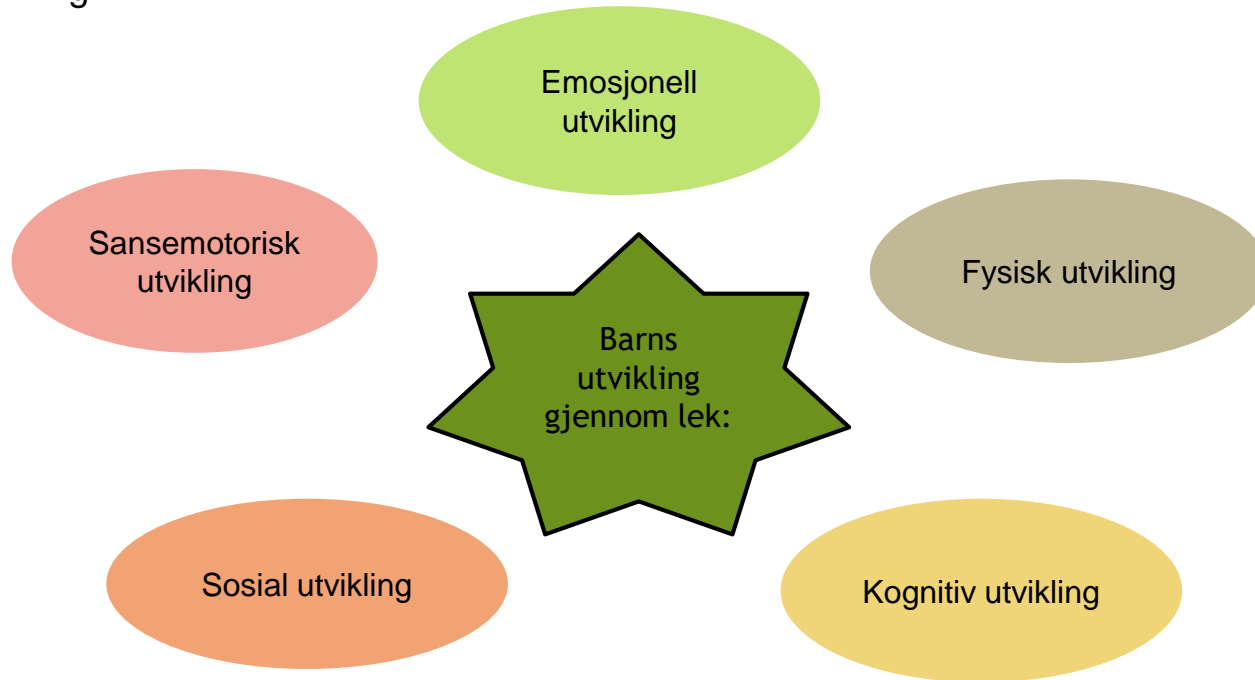 Emosjonell
utvikling
Sansemotorisk
utvikling
Fysisk utvikling
Barns
utvikling
gjennom lek:
Sosial utvikling
Kognitiv utvikling